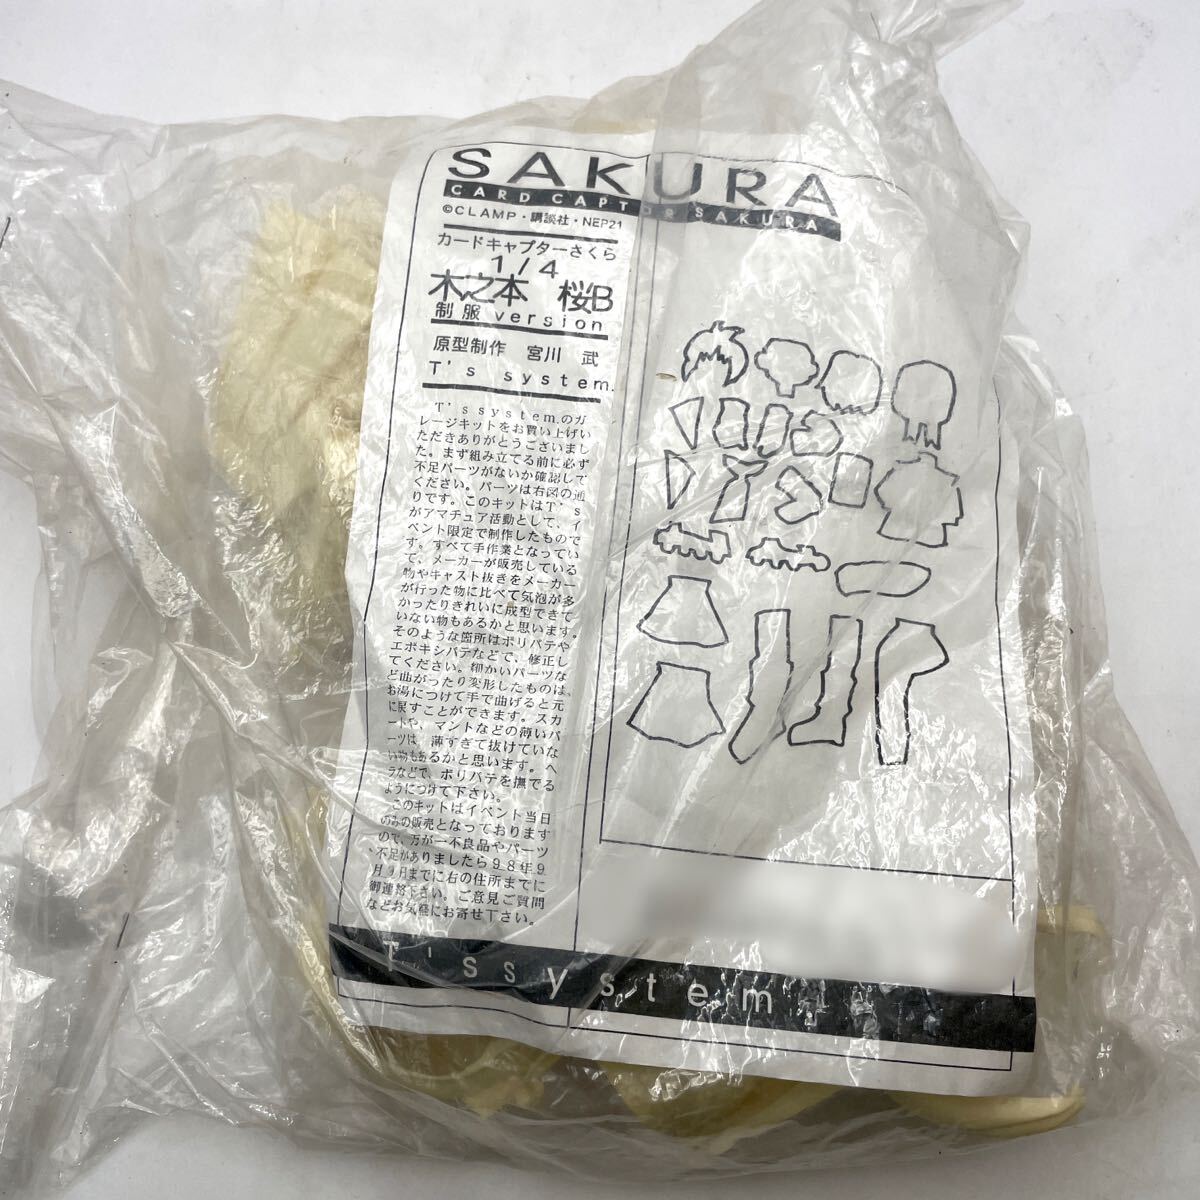 SAKURA
CARD CAPTOR SAKURA
©CLAMP・講談社・NEP21
カードキャプターさくら
1/4
木之本 桜B
制服 version
原型制作 宮川 武
T's system.
T's system.のガ
レージキットをお買い上げい
ただきありがとうございまし
た。まず組み立てる前に必ず
不足パーツがないか確認して
ください。パーツは右図の通
りです。このキットはT's
がアマチュア活動として、イ
ベント限定で制作したもので
す。すべて手作業となってい
て、メーカーが販売している
物やキャスト抜きをメーカー
が行った物に比べて気泡が多
かったりきれいに成型できて
いない物もあるかと思います。
そのような箇所はポリパテや
エポキシパテなどで、修正し
てください。細かいパーツな
ど曲がったり変形したものは、
お湯につけて手で曲げると元
に戻すことができます。スカ
ートや、マントなどの薄いパ
ーツは、薄すぎて抜けていな
い物もあるかと思います。ヘ
ラなどで、ポリパテを撫でる
ようにつけて下さい。
このキットはイベント当日
のみの販売となっております
ので、万が一不良品やパーツ
不足がありましたら98年9
月9日までに右の住所までに
御連絡下さい。ご意見ご質問
などお気軽にお寄せ下さい。
T'ssystem.